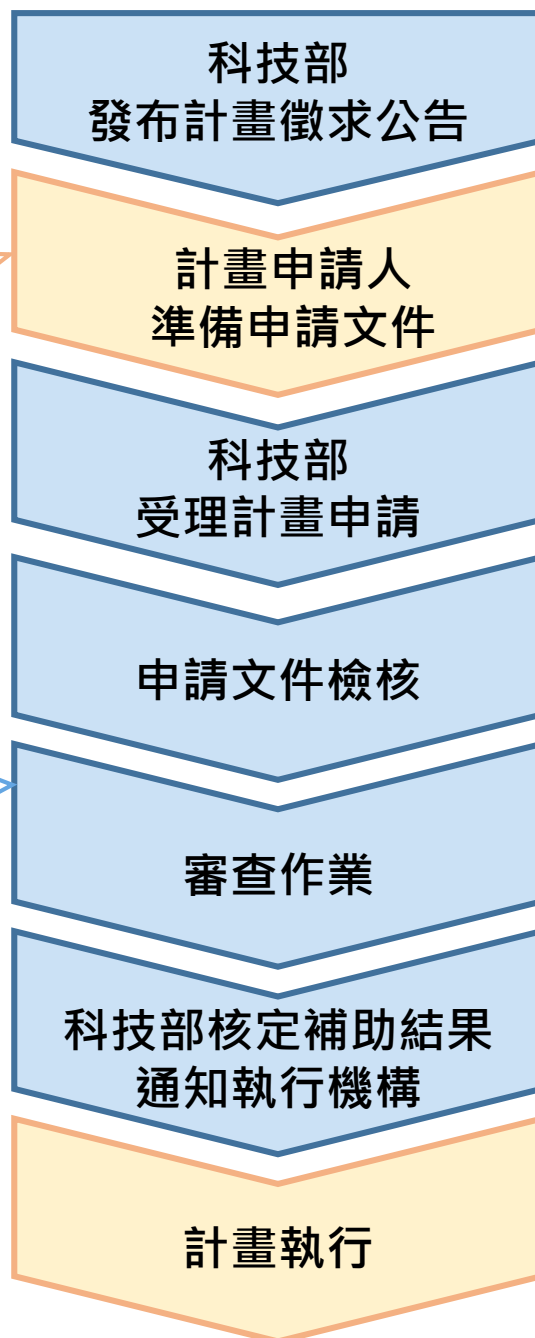 科技部
發布計畫徵求公告
計畫申請人
準備申請文件
科技部
受理計畫申請
申請文件檢核
審查作業
科技部核定補助結果
通知執行機構
計畫執行